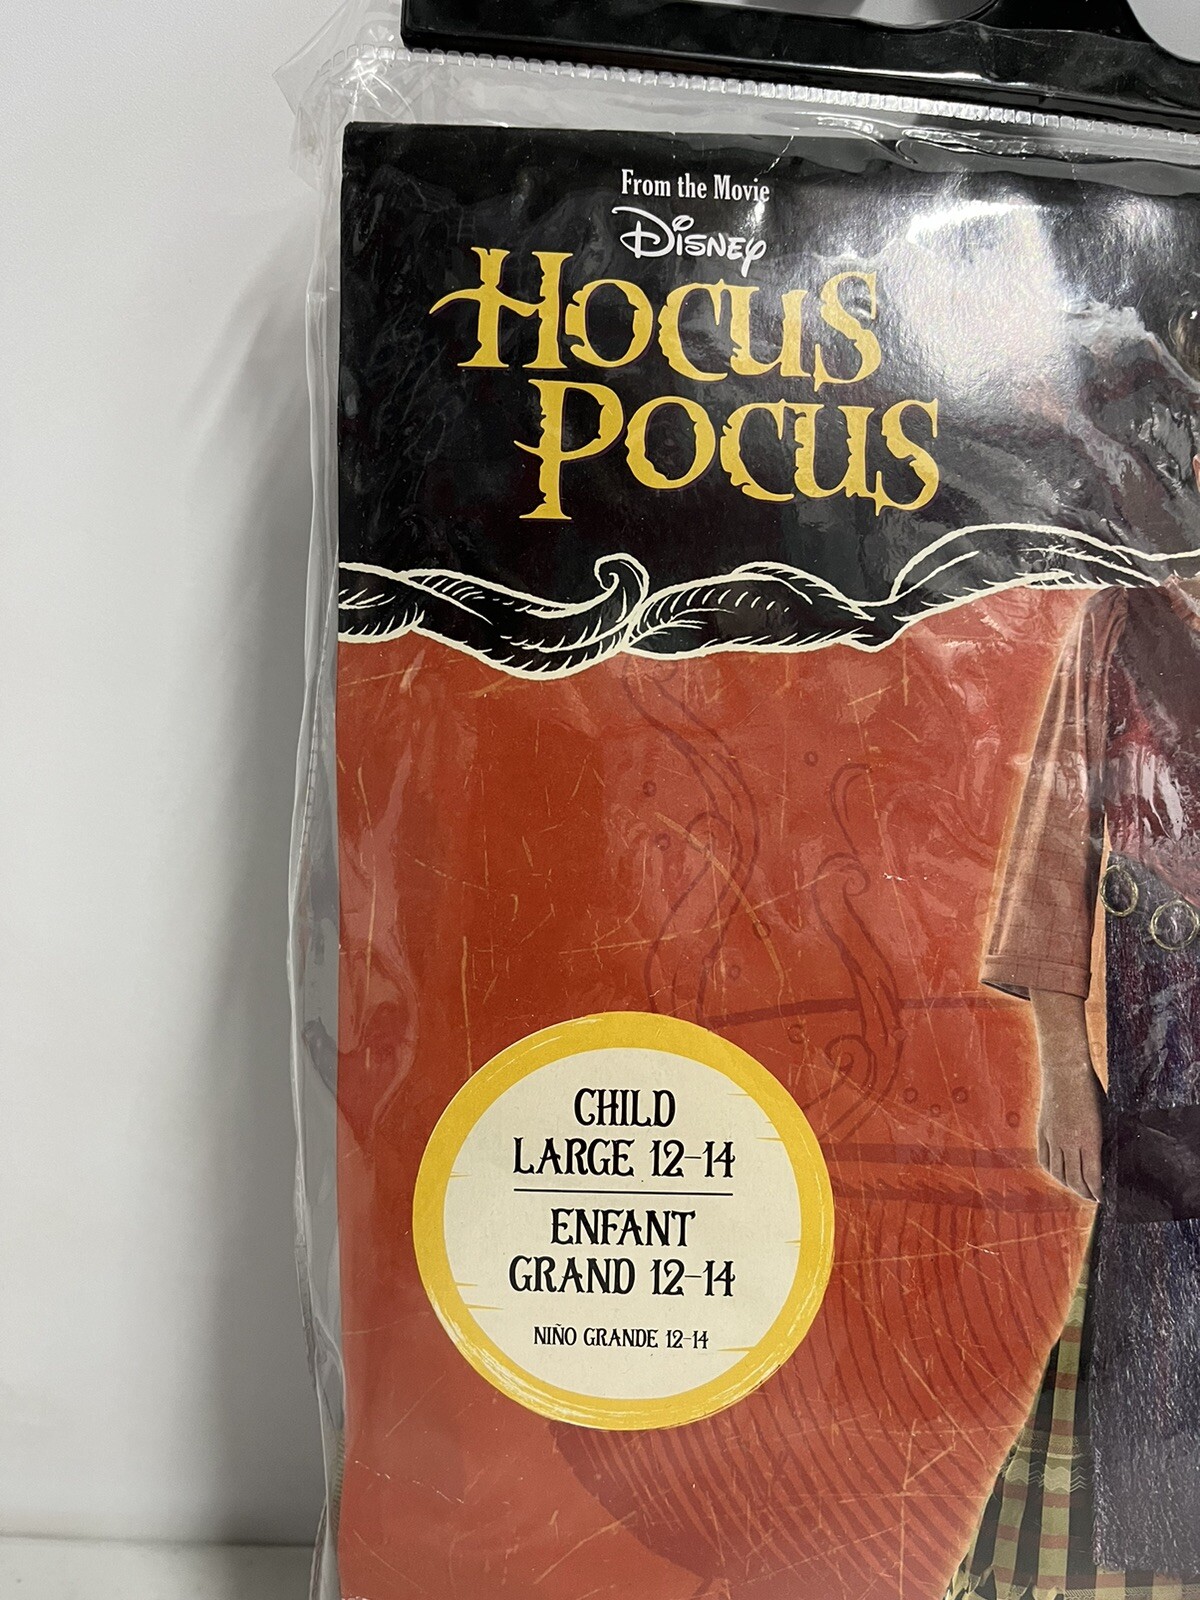 From the Movie
Disney
Hocus
Pocus
CHILD
LARGE 12-14
ENFANT
GRAND 12-14
NIÑO GRANDE 12-14